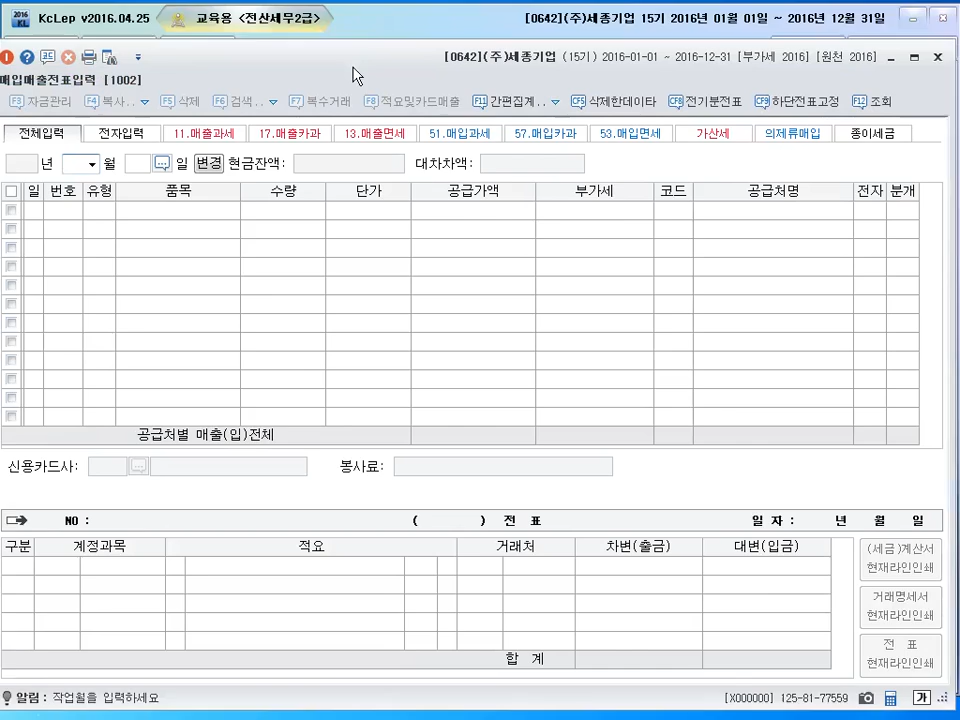 2016 KL KcLep v2016.04.25 교육용 <전산세무2급> [0642](주)세종기업 15기 2016년 01월 01일 ~ 2016년 12월 31일
[0642](주)세종기업 (15기) 2016-01-01 ~ 2016-12-31 [부가세 2016] [원천 2016]
매입매출전표입력 [1002]
F3 자금관리 F4 복사.. F5 삭제 F6 검색.. F7 복수거래 F8 적요및카드매출 F11 간편집계.. CF5 삭제한데이타 CF8 전기분전표 CF9 하단전표고정 F12 조회
전체입력 전자입력 11.매출과세 17.매출카과 13.매출면세 51.매입과세 57.매입카과 53.매입면세 가산세 의제류매입 종이세금
년 월 일 변경 현금잔액: 대차차액:
일 번호 유형 품목 수량 단가 공급가액 부가세 코드 공급처명 전자 분개
공급처별 매출(입)전체
신용카드사: 봉사료:
NO : ( ) 전 표 일 자 : 년 월 일
구분 계정과목 적요 거래처 차변(출금) 대변(입금)
(세금)계산서
현재라인인쇄
거래명세서
현재라인인쇄
전 표
현재라인인쇄
합 계
알림 : 작업월을 입력하세요 [X000000] 125-81-77559 가